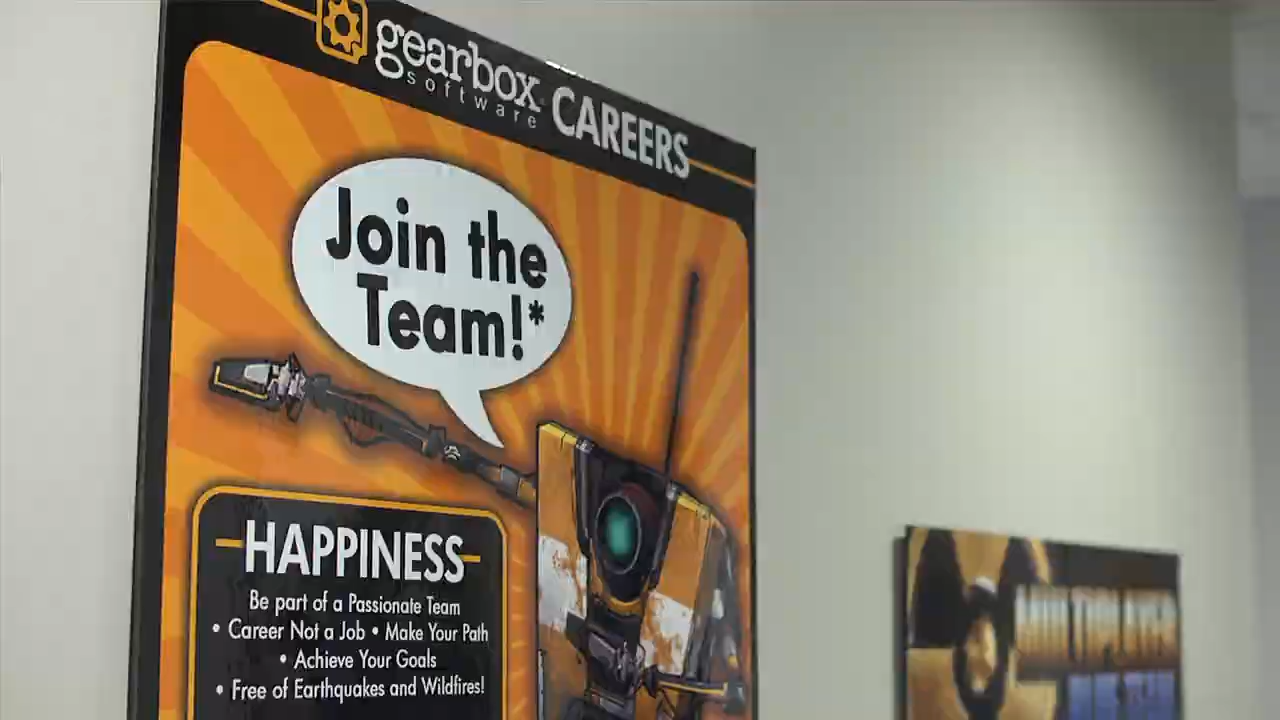 gearbox
software
CAREERS
Join the
Team!*
HAPPINESS
Be part of a Passionate Team
• Career Not a Job • Make Your Path
• Achieve Your Goals
• Free of Earthquakes and Wildfires!